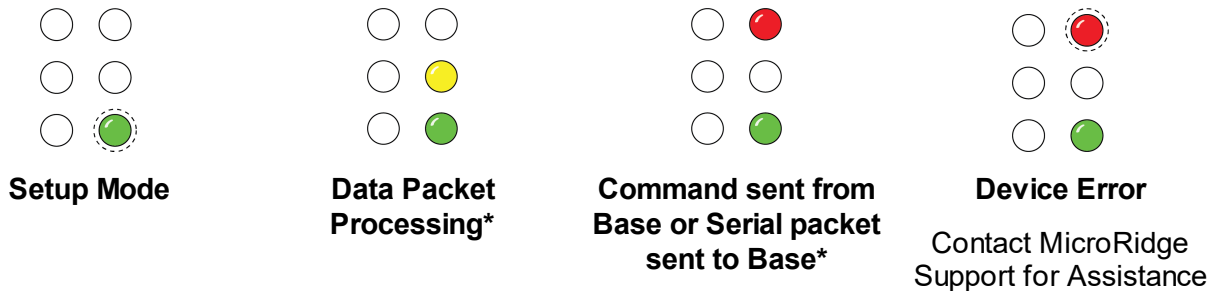 Setup Mode
Data Packet
Processing*
Command sent from
Base or Serial packet
sent to Base*
Device Error
Contact MicroRidge
Support for Assistance